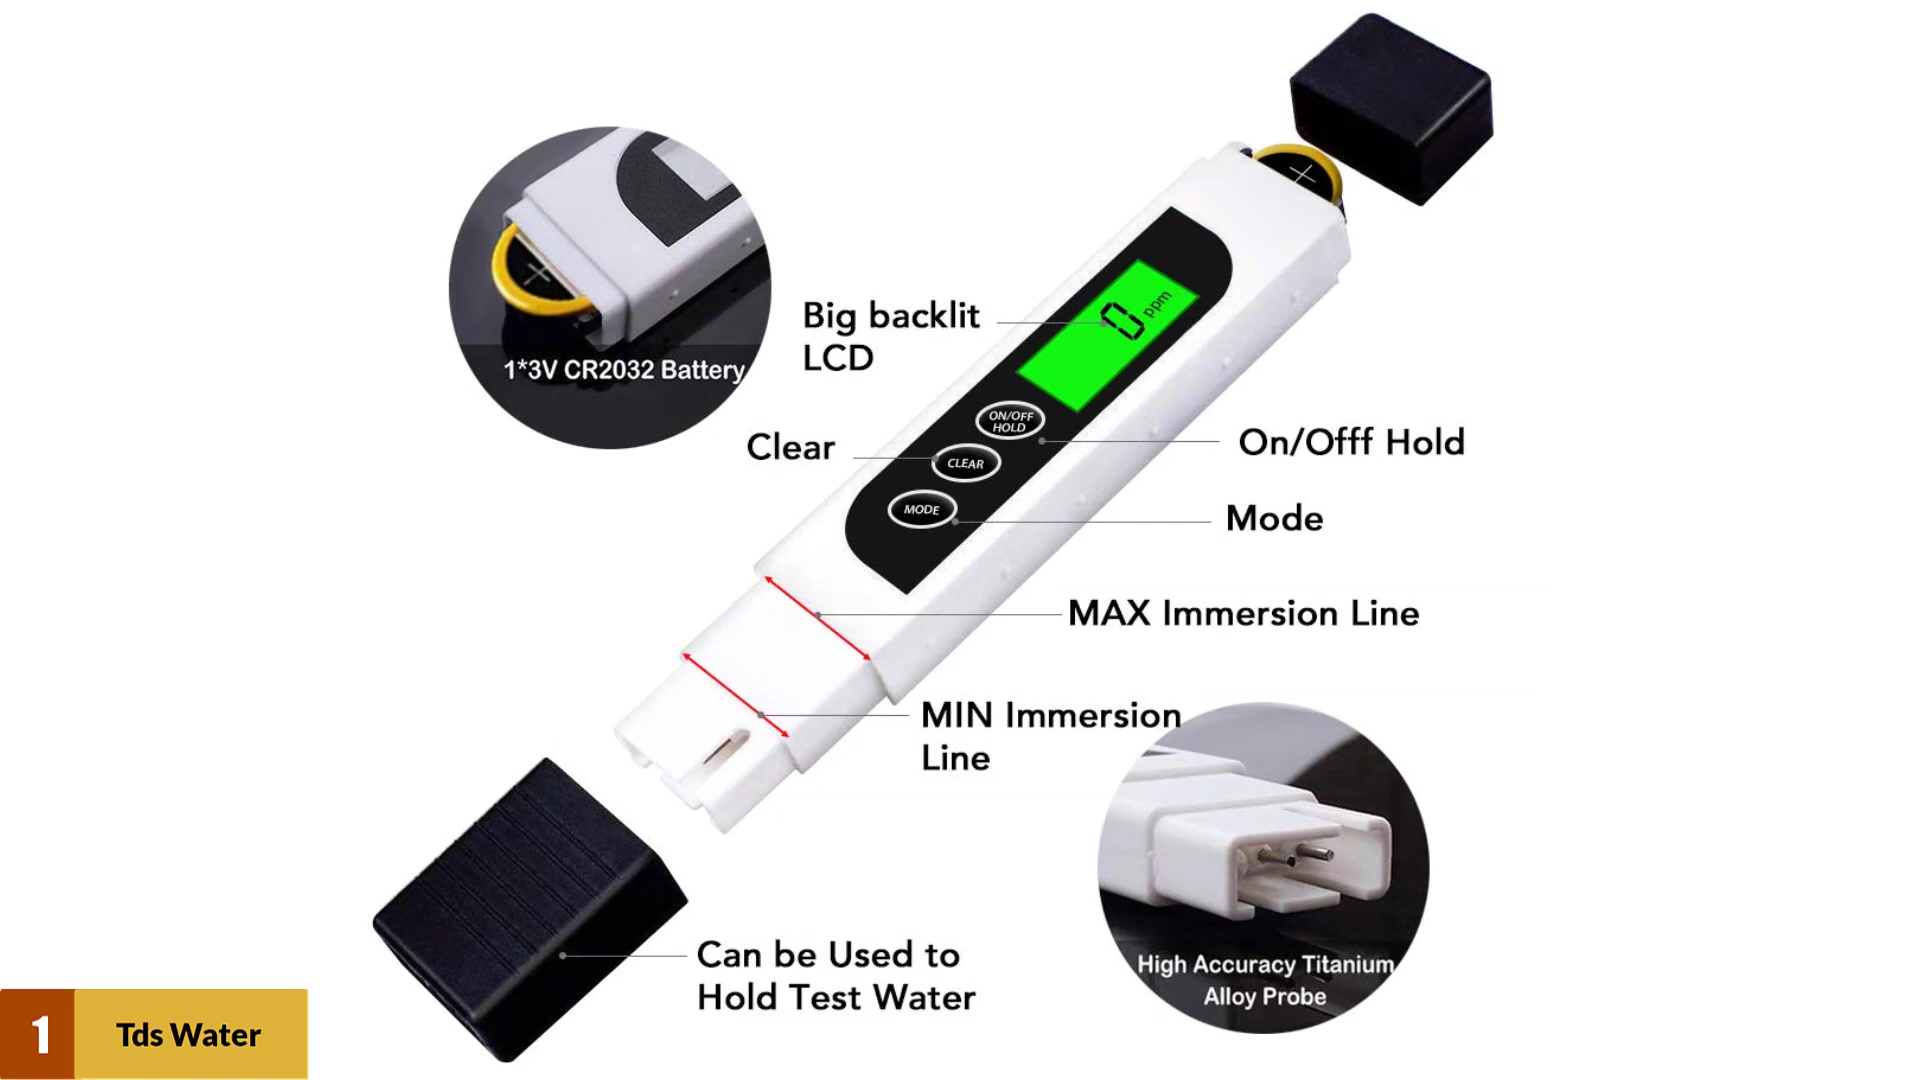 1*3V CR2032 Battery
Big backlit
LCD
0 ppm
ON/OFF
HOLD
CLEAR
MODE
Clear
On/Offf Hold
Mode
MAX Immersion Line
MIN Immersion
Line
High Accuracy Titanium
Alloy Probe
Can be Used to
Hold Test Water
1 Tds Water